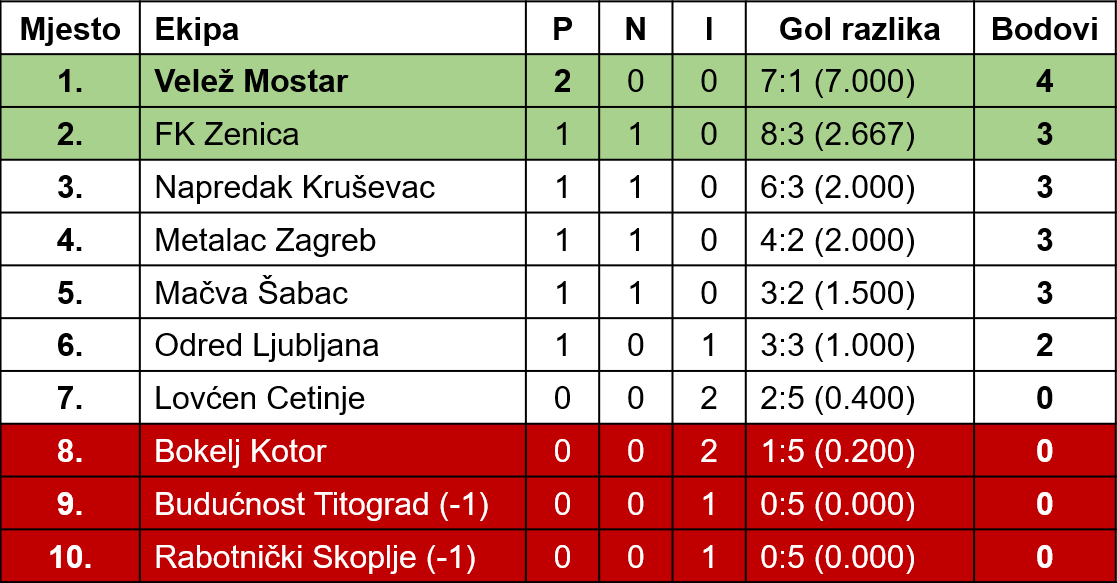 Mjesto Ekipa P N I Gol razlika Bodovi
1. Velež Mostar 2 0 0 7:1 (7.000) 4
2. FK Zenica 1 1 0 8:3 (2.667) 3
3. Napredak Kruševac 1 1 0 6:3 (2.000) 3
4. Metalac Zagreb 1 1 0 4:2 (2.000) 3
5. Mačva Šabac 1 1 0 3:2 (1.500) 3
6. Odred Ljubljana 1 0 1 3:3 (1.000) 2
7. Lovćen Cetinje 0 0 2 2:5 (0.400) 0
8. Bokelj Kotor 0 0 2 1:5 (0.200) 0
9. Budućnost Titograd (-1) 0 0 1 0:5 (0.000) 0
10. Rabotnički Skoplje (-1) 0 0 1 0:5 (0.000) 0